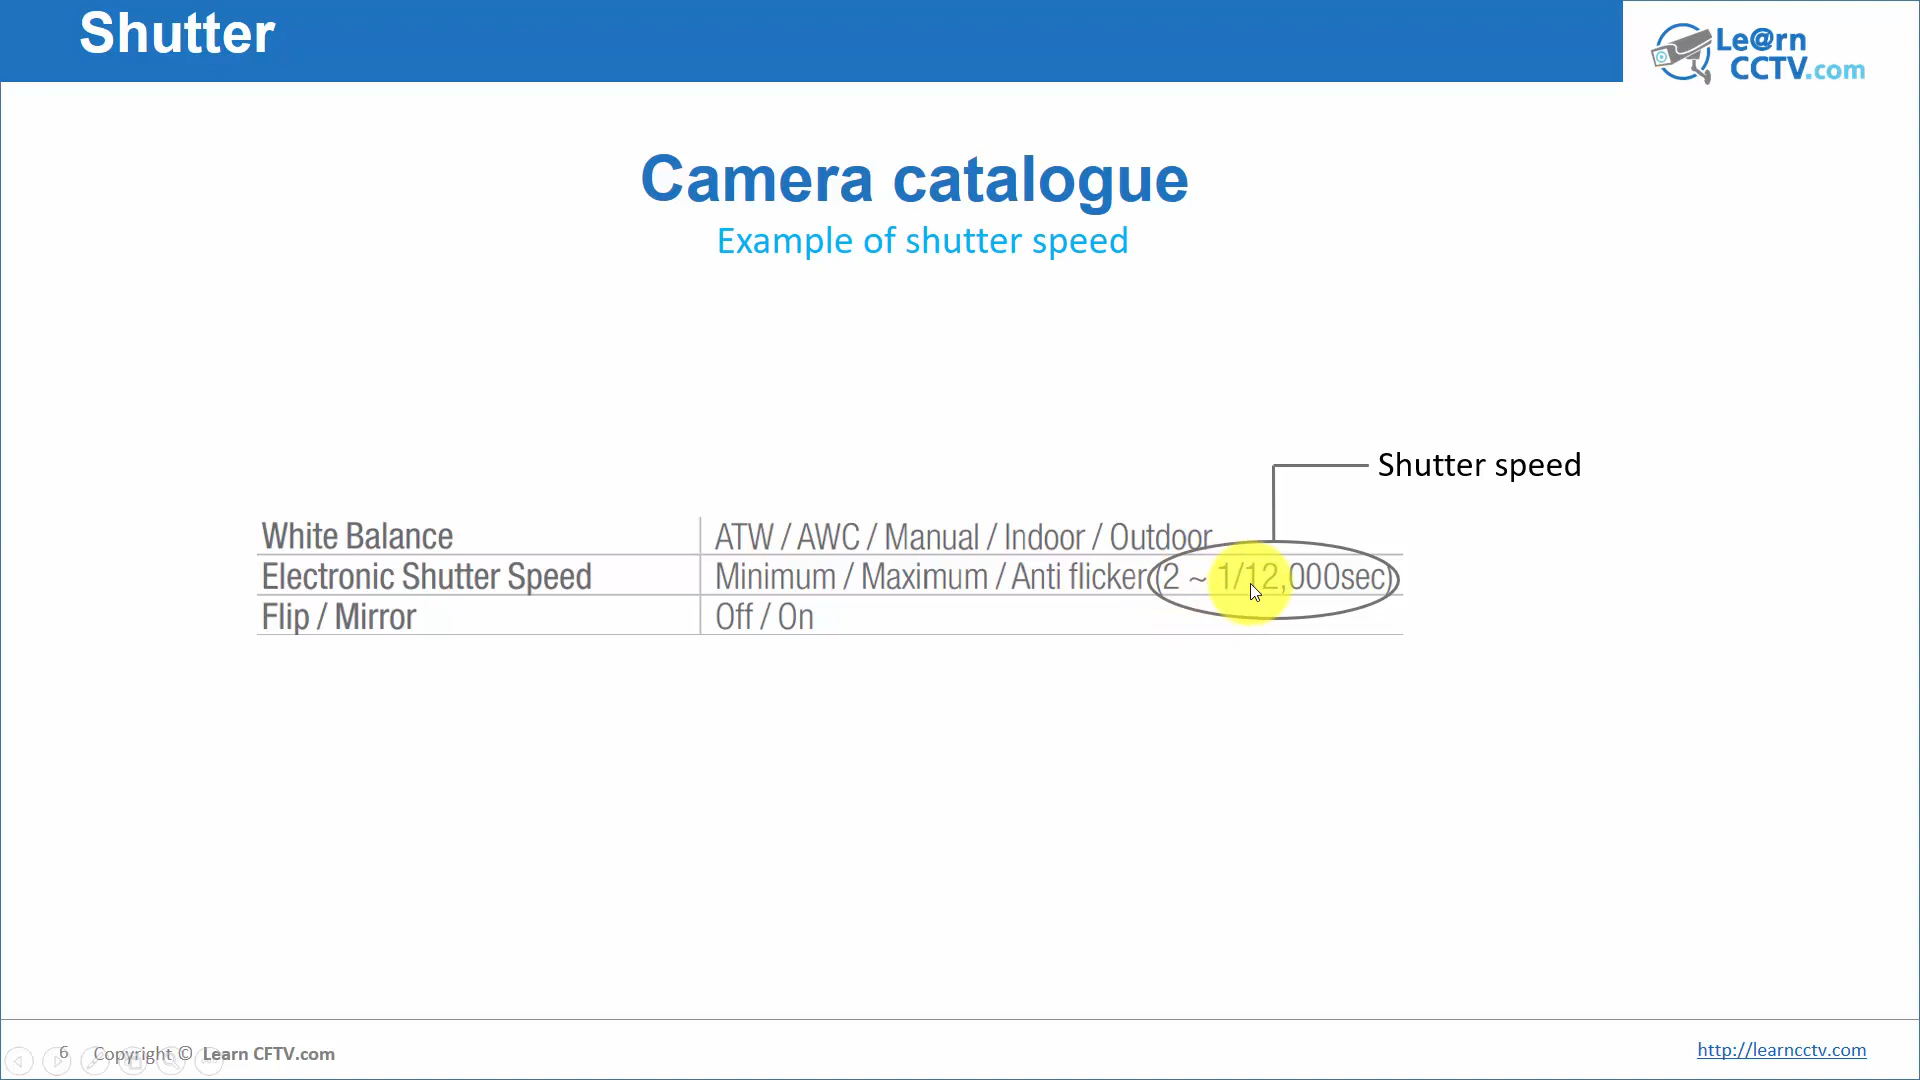 Shutter
Le@rn
CCTV.com
Camera catalogue
Example of shutter speed
Shutter speed
White Balance ATW / AWC / Manual / Indoor / Outdoor
Electronic Shutter Speed Minimum / Maximum / Anti flicker (2 ~ 1/12,000sec)
Flip / Mirror Off / On
6 Copyright © Learn CFTV.com
http://learncctv.com